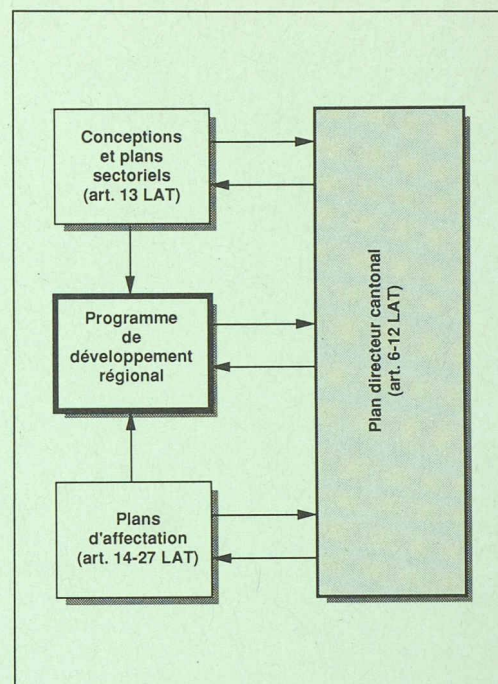 Conceptions
et plans
sectoriels
(art. 13 LAT)
Programme
de
développement
régional
Plans
d'affectation
(art. 14-27 LAT)
Plan directeur cantonal
(art. 6-12 LAT)